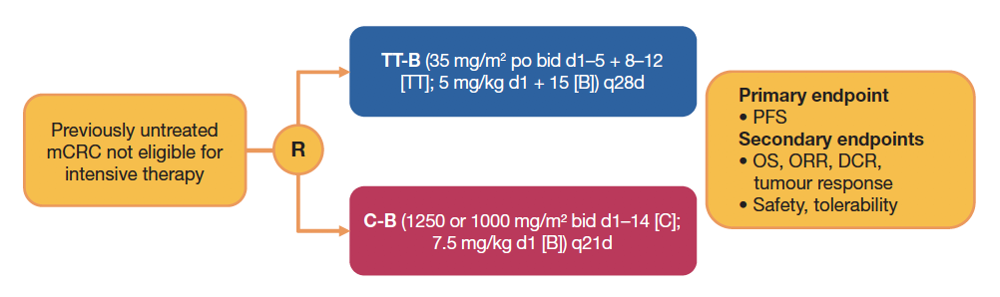 Previously untreated
mCRC not eligible for
intensive therapy
R
TT-B (35 mg/m² po bid d1–5 + 8–12
[TT]; 5 mg/kg d1 + 15 [B]) q28d
C-B (1250 or 1000 mg/m² bid d1–14 [C];
7.5 mg/kg d1 [B]) q21d
Primary endpoint
• PFS
Secondary endpoints
• OS, ORR, DCR,
tumour response
• Safety, tolerability